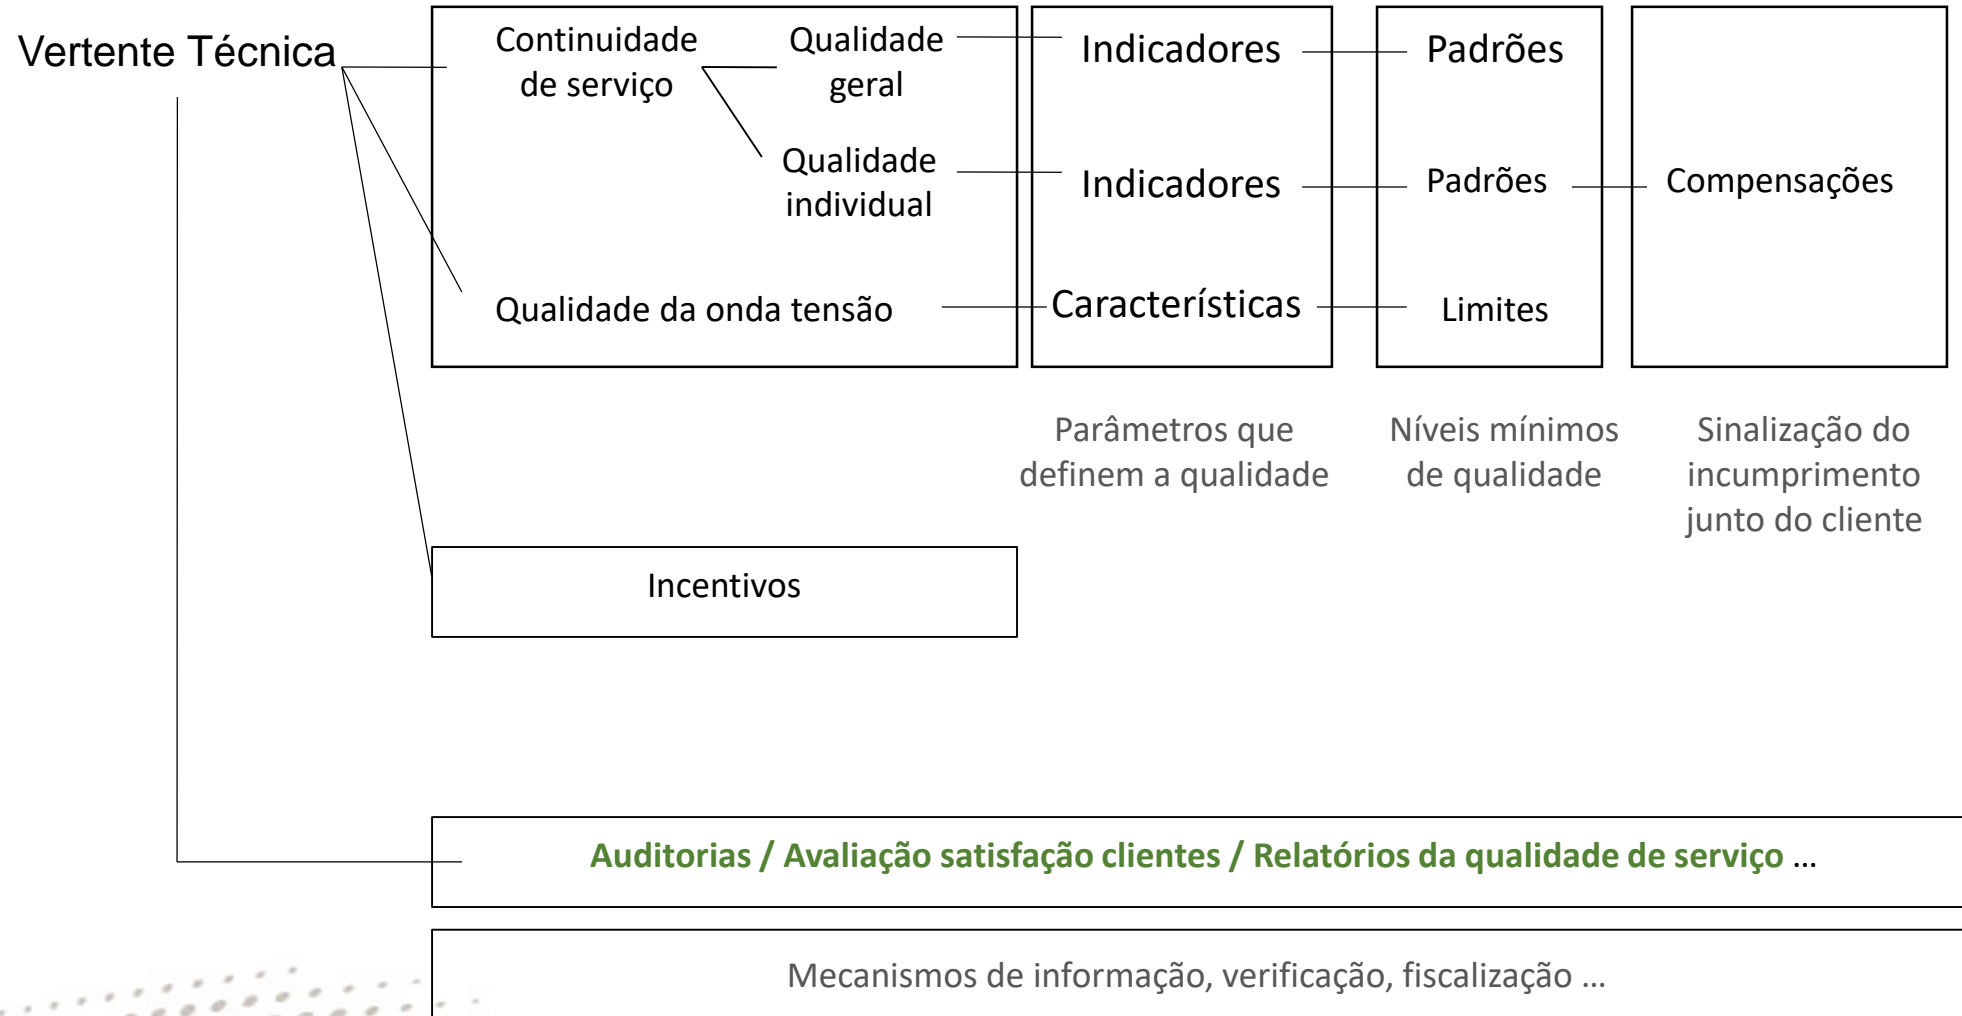 Vertente Técnica
Continuidade
de serviço
Qualidade
geral
Indicadores
Padrões
Qualidade
individual
Indicadores
Padrões
Compensações
Qualidade da onda tensão
Características
Limites
Parâmetros que
definem a qualidade
Níveis mínimos
de qualidade
Sinalização do
incumprimento
junto do cliente
Incentivos
Auditorias / Avaliação satisfação clientes / Relatórios da qualidade de serviço ...
Mecanismos de informação, verificação, fiscalização ...